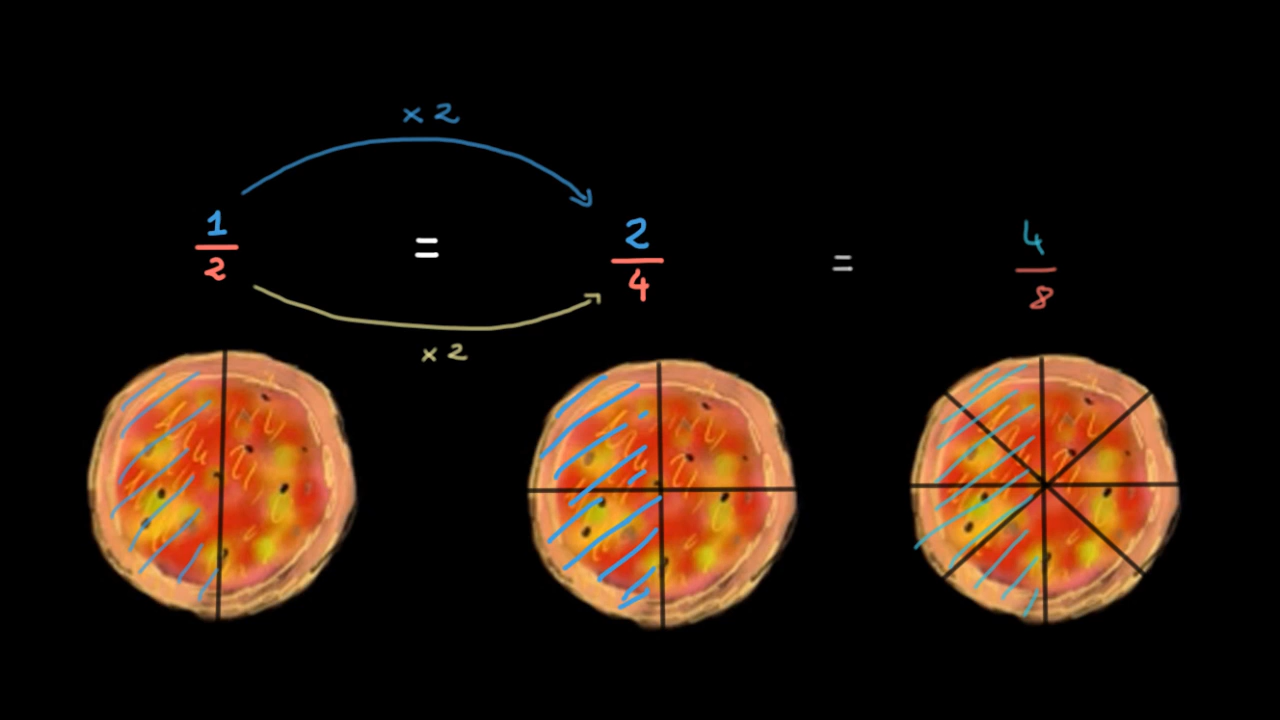 × 2
1/2 = 2/4 = 4/8
× 2